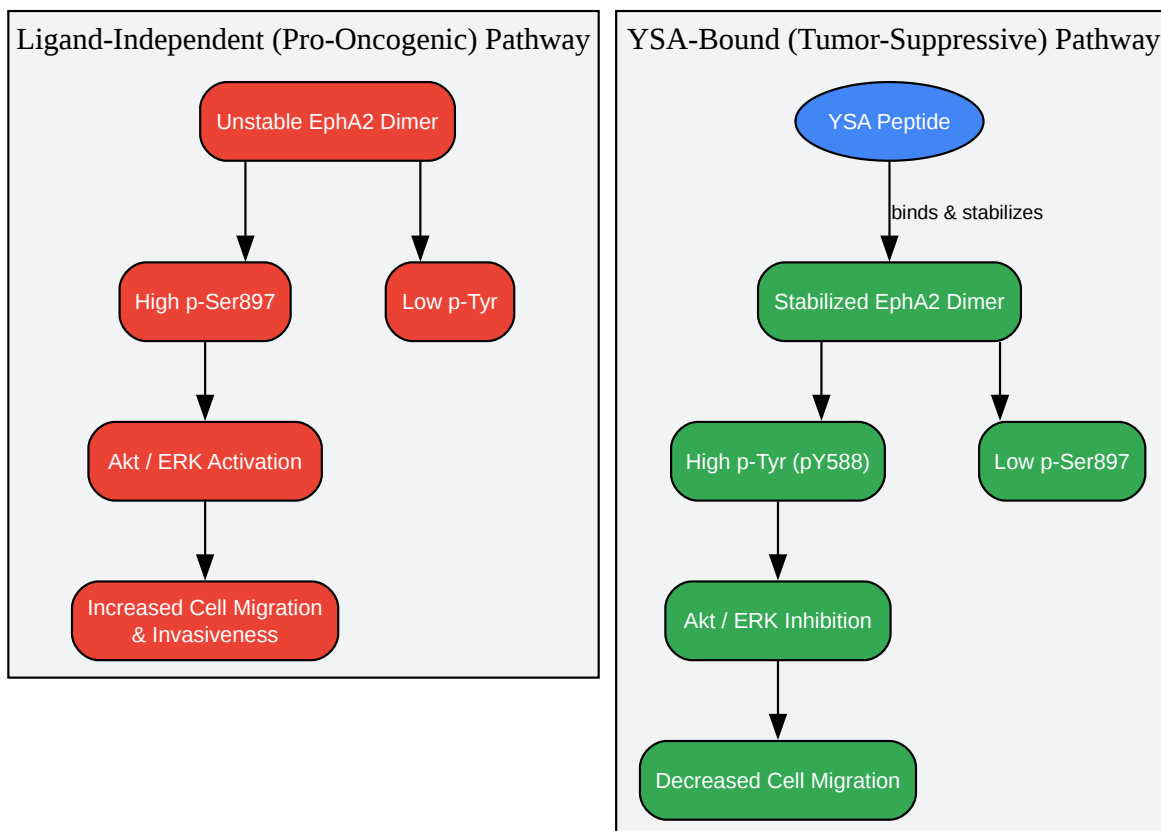 Ligand-Independent (Pro-Oncogenic) Pathway
Unstable EphA2 Dimer
High p-Ser897
Low p-Tyr
Akt / ERK Activation
Increased Cell Migration
& Invasiveness
YSA-Bound (Tumor-Suppressive) Pathway
YSA Peptide
binds & stabilizes
Stabilized EphA2 Dimer
High p-Tyr (pY588)
Low p-Ser897
Akt / ERK Inhibition
Decreased Cell Migration